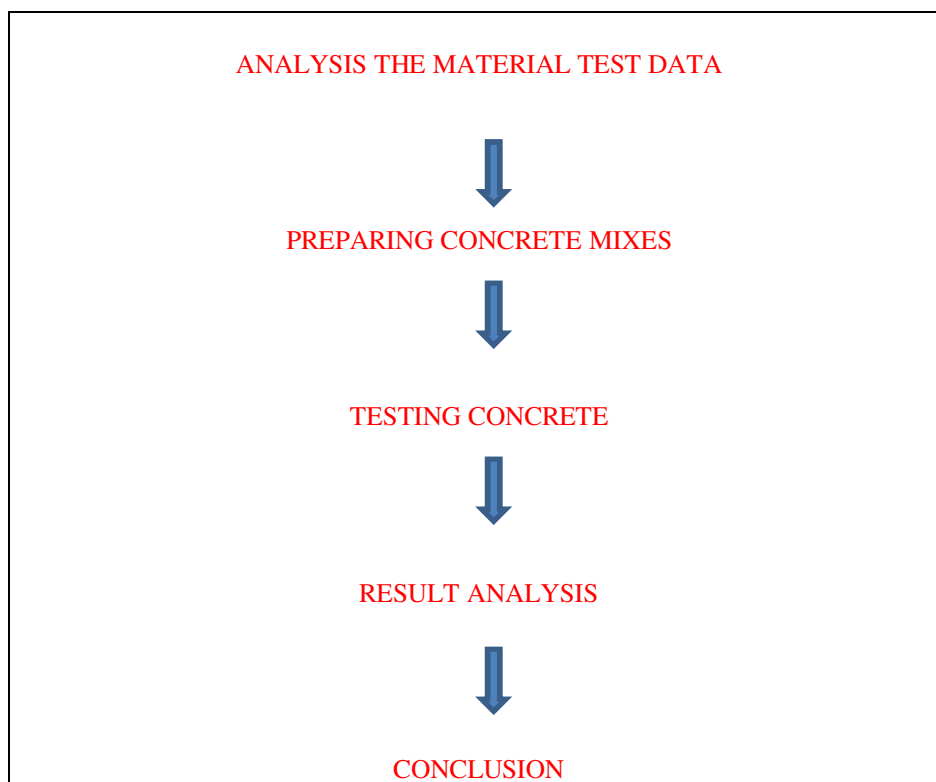 ANALYSIS THE MATERIAL TEST DATA
PREPARING CONCRETE MIXES
TESTING CONCRETE
RESULT ANALYSIS
CONCLUSION